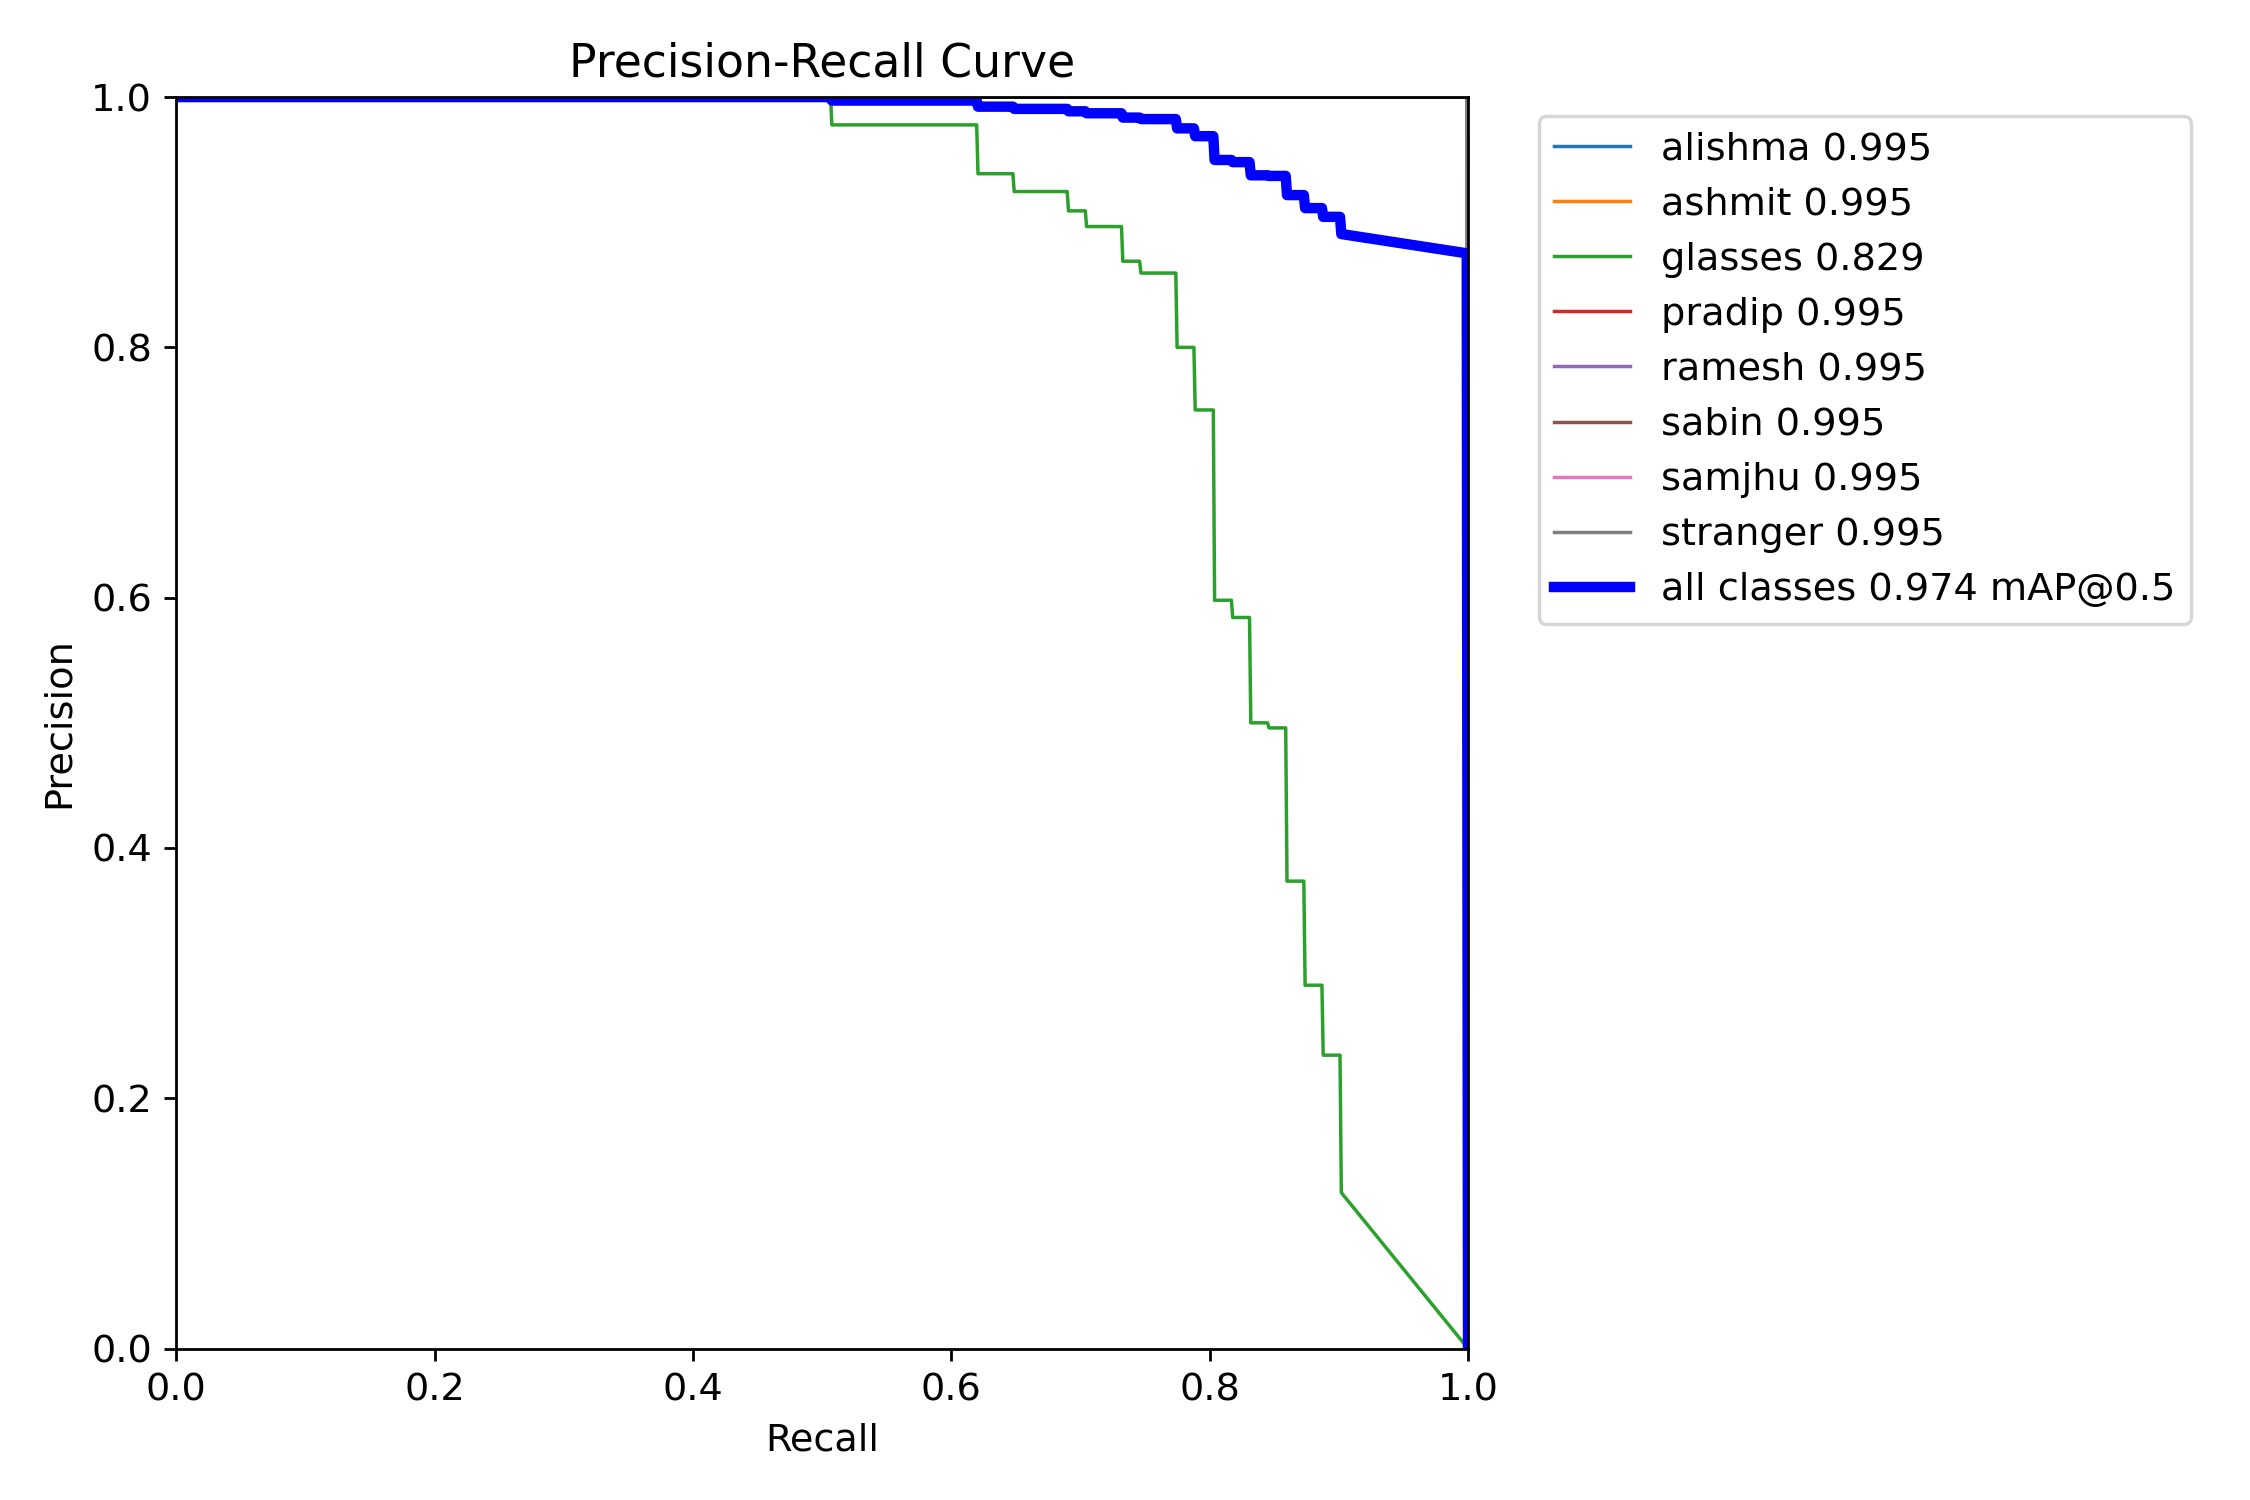 Precision-Recall Curve
1.0
0.8
0.6
0.4
0.2
0.0
Precision
0.0 0.2 0.4 0.6 0.8 1.0
Recall
alishma 0.995
ashmit 0.995
glasses 0.829
pradip 0.995
ramesh 0.995
sabin 0.995
samjhu 0.995
stranger 0.995
all classes 0.974 mAP@0.5